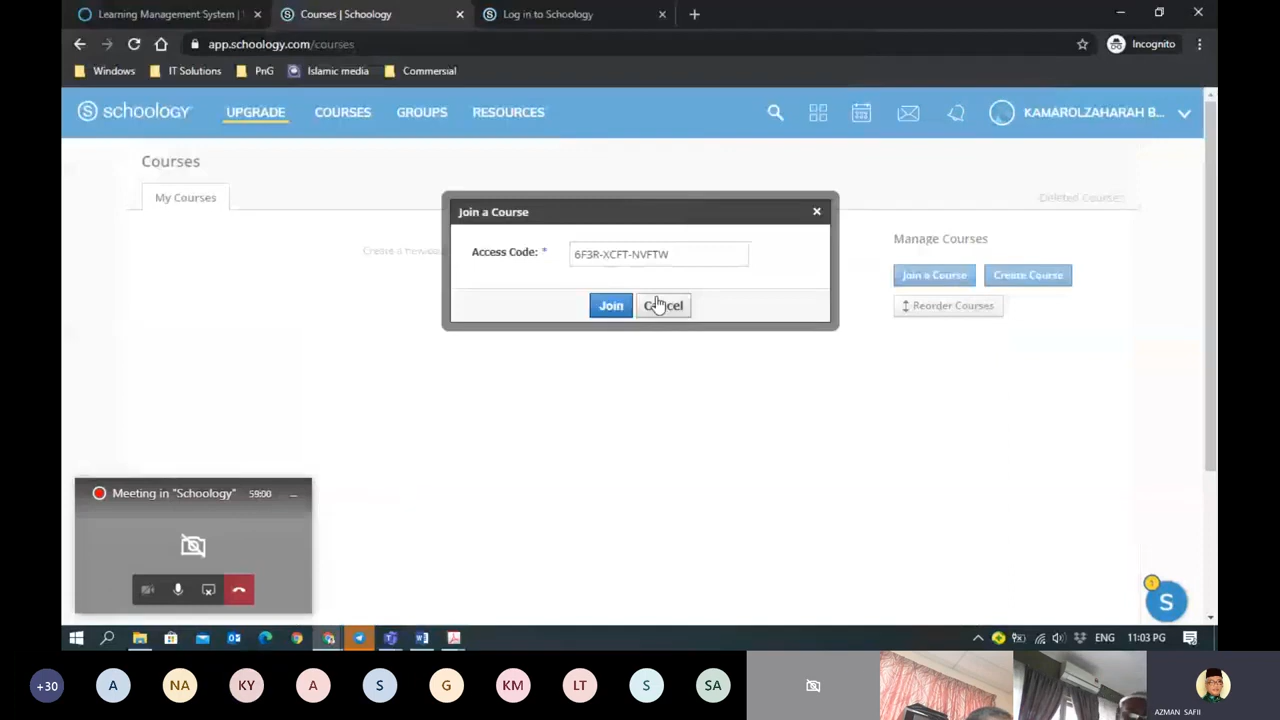 Learning Management System |
Courses | Schoology
Log in to Schoology
app.schoology.com/courses
Incognito
Windows
IT Solutions
PnG
Islamic media
Commersial
S schoology
UPGRADE
COURSES
GROUPS
RESOURCES
KAMAROLZAHARAH B...
Courses
My Courses
Deleted Courses
Join a Course
Access Code: *
6F3R-XCFT-NVFTW
Join
Manage Courses
Join a Course
Create Course
Reorder Courses
Meeting in "Schoology"
59:00
S
ENG
11:03 PG
+30
A
NA
KY
A
S
G
KM
LT
S
SA
AZMAN SAFII